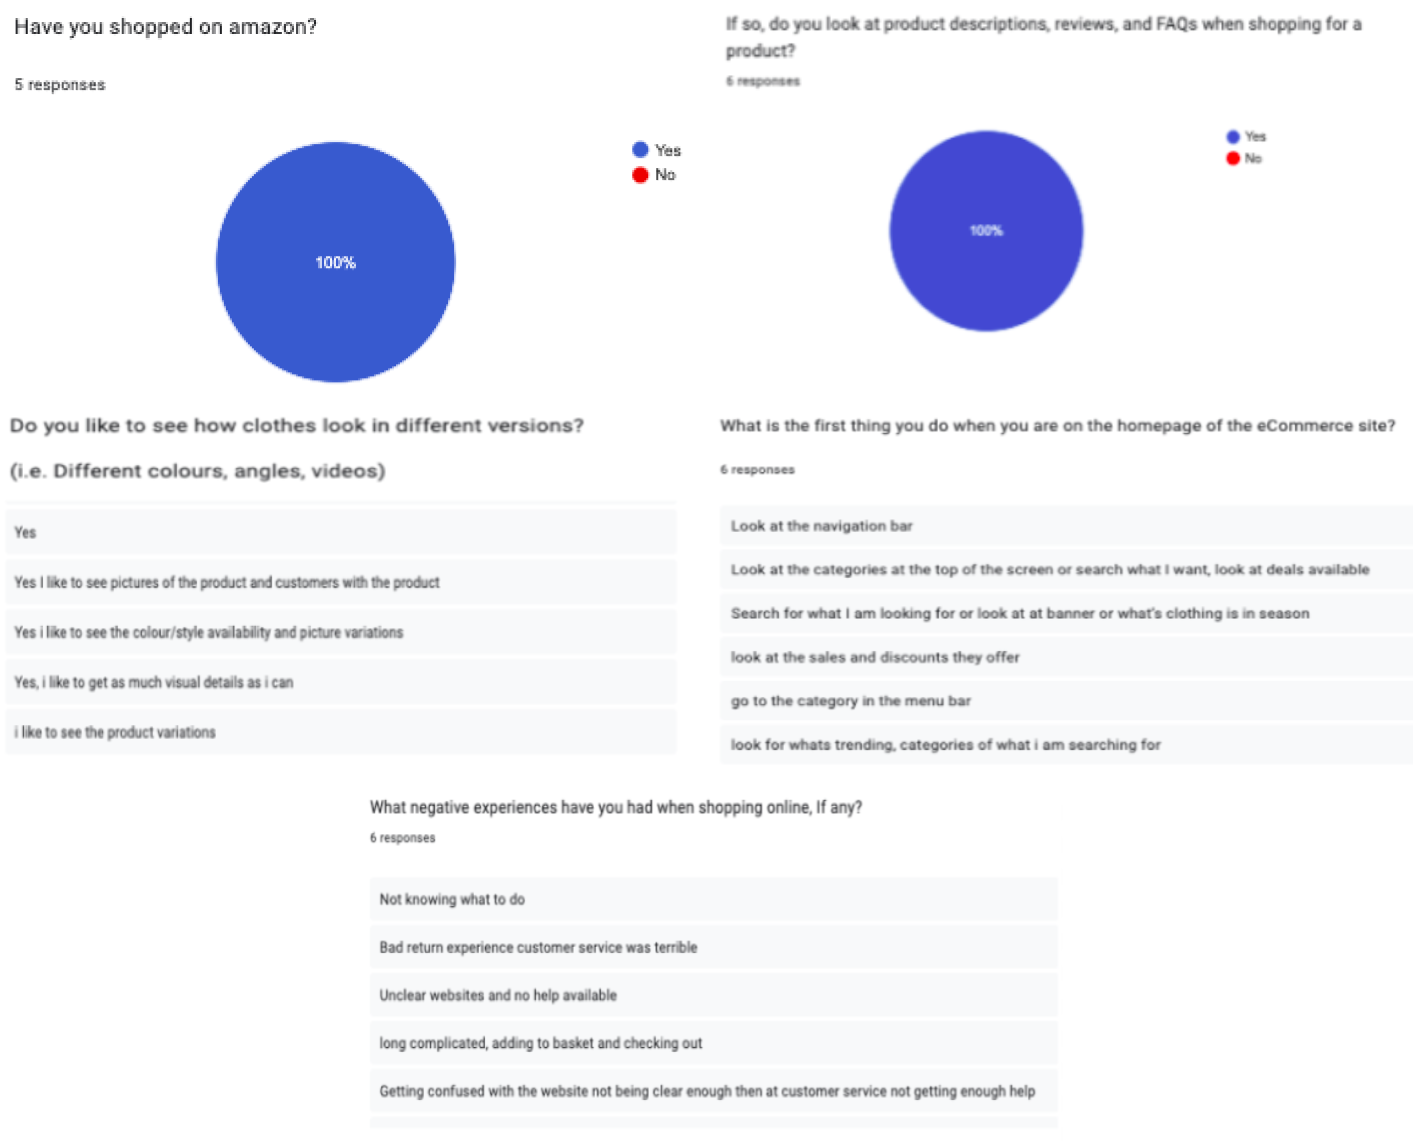 Have you shopped on amazon?
5 responses
Yes
No
100%
If so, do you look at product descriptions, reviews, and FAQs when shopping for a
product?
6 responses
Yes
No
100%
Do you like to see how clothes look in different versions?
(i.e. Different colours, angles, videos)
Yes
Yes I like to see pictures of the product and customers with the product
Yes i like to see the colour/style availability and picture variations
Yes, i like to get as much visual details as i can
i like to see the product variations
What is the first thing you do when you are on the homepage of the eCommerce site?
6 responses
Look at the navigation bar
Look at the categories at the top of the screen or search what I want, look at deals available
Search for what I am looking for or look at at banner or what's clothing is in season
look at the sales and discounts they offer
go to the category in the menu bar
look for whats trending, categories of what i am searching for
What negative experiences have you had when shopping online, If any?
6 responses
Not knowing what to do
Bad return experience customer service was terrible
Unclear websites and no help available
long complicated, adding to basket and checking out
Getting confused with the website not being clear enough then at customer service not getting enough help